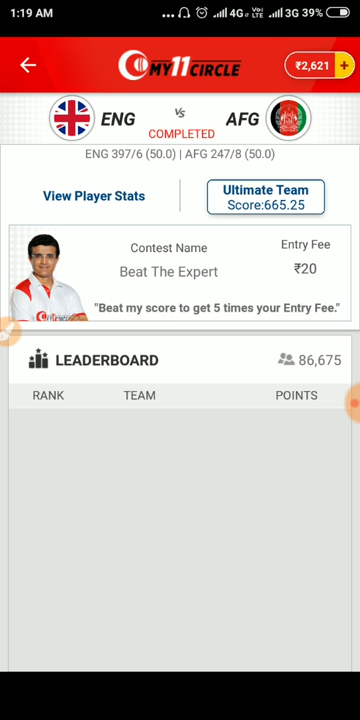 1:19 AM ... 4G VoLTE 3G 39%
MY11CIRCLE
₹2,621 +
ENG Vs AFG
COMPLETED
ENG 397/6 (50.0) | AFG 247/8 (50.0)
View Player Stats
Ultimate Team
Score:665.25
Contest Name
Entry Fee
Beat The Expert
₹20
"Beat my score to get 5 times your Entry Fee."
LEADERBOARD
86,675
RANK TEAM POINTS